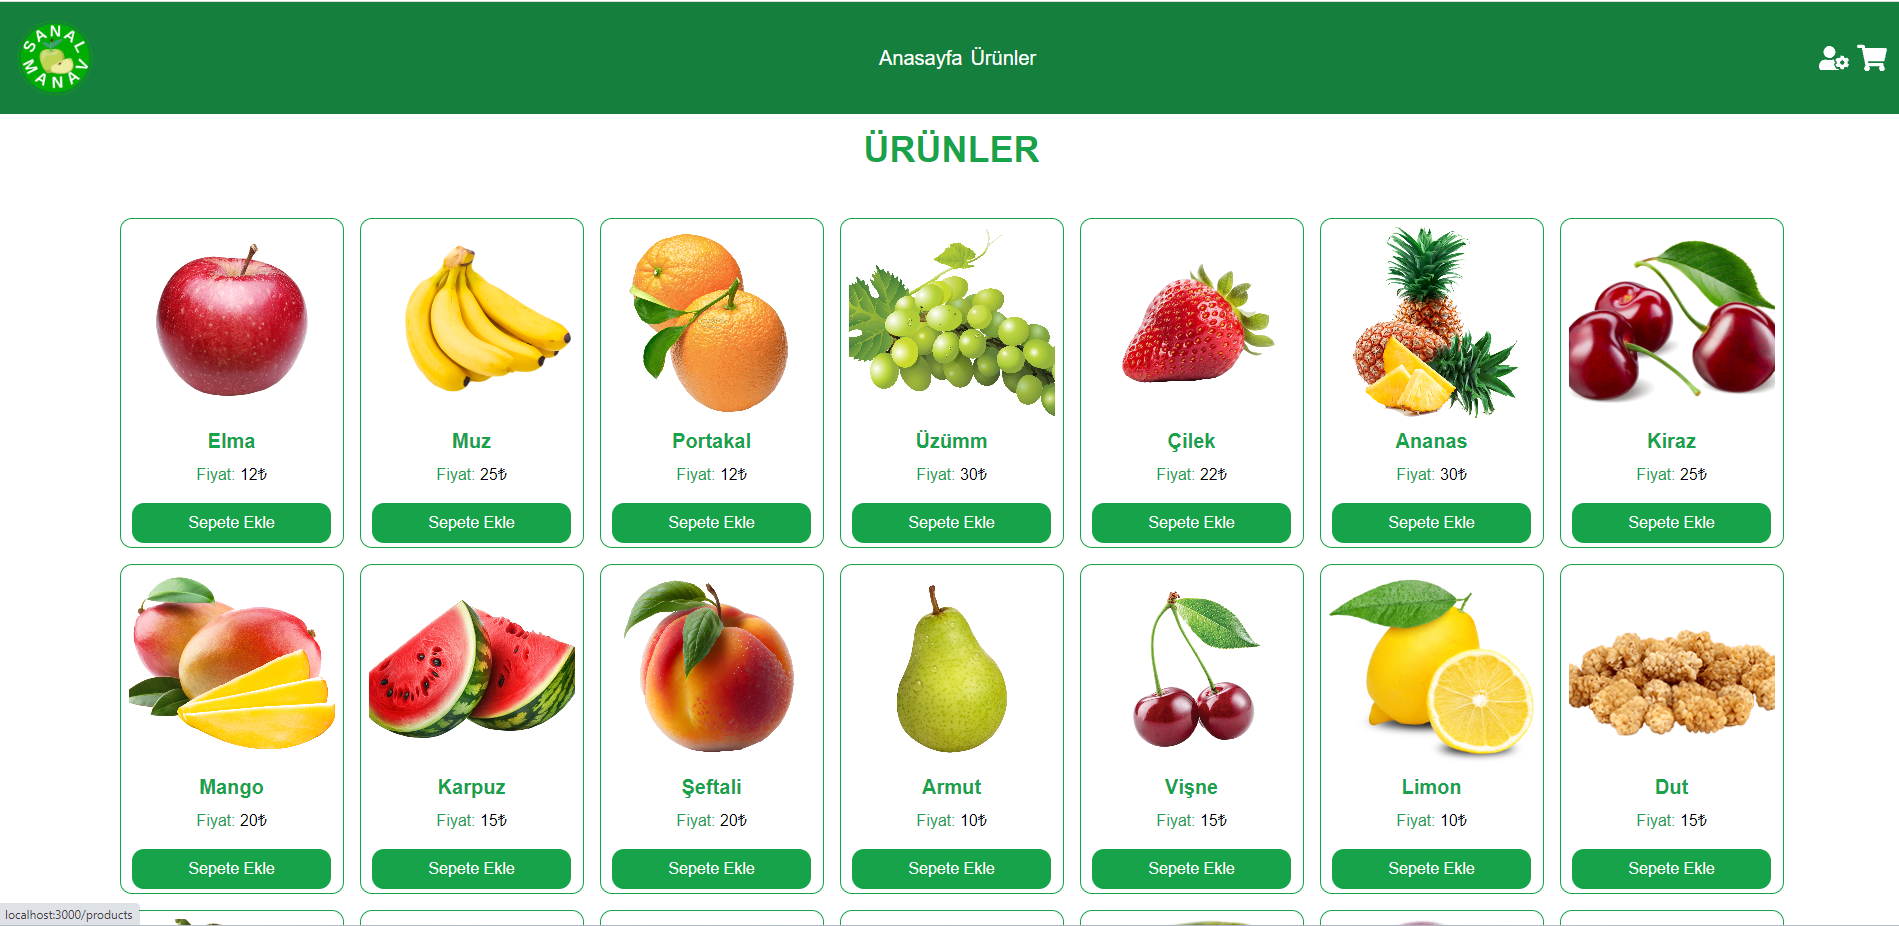 SANAL MANAV
Anasayfa Ürünler
ÜRÜNLER
Elma Muz Portakal Üzümm Çilek Ananas Kiraz
Fiyat: 12₺ Fiyat: 25₺ Fiyat: 12₺ Fiyat: 30₺ Fiyat: 22₺ Fiyat: 30₺ Fiyat: 25₺
Sepete Ekle Sepete Ekle Sepete Ekle Sepete Ekle Sepete Ekle Sepete Ekle Sepete Ekle
Mango Karpuz Şeftali Armut Vişne Limon Dut
Fiyat: 20₺ Fiyat: 15₺ Fiyat: 20₺ Fiyat: 10₺ Fiyat: 15₺ Fiyat: 10₺ Fiyat: 15₺
Sepete Ekle Sepete Ekle Sepete Ekle Sepete Ekle Sepete Ekle Sepete Ekle Sepete Ekle
localhost:3000/products